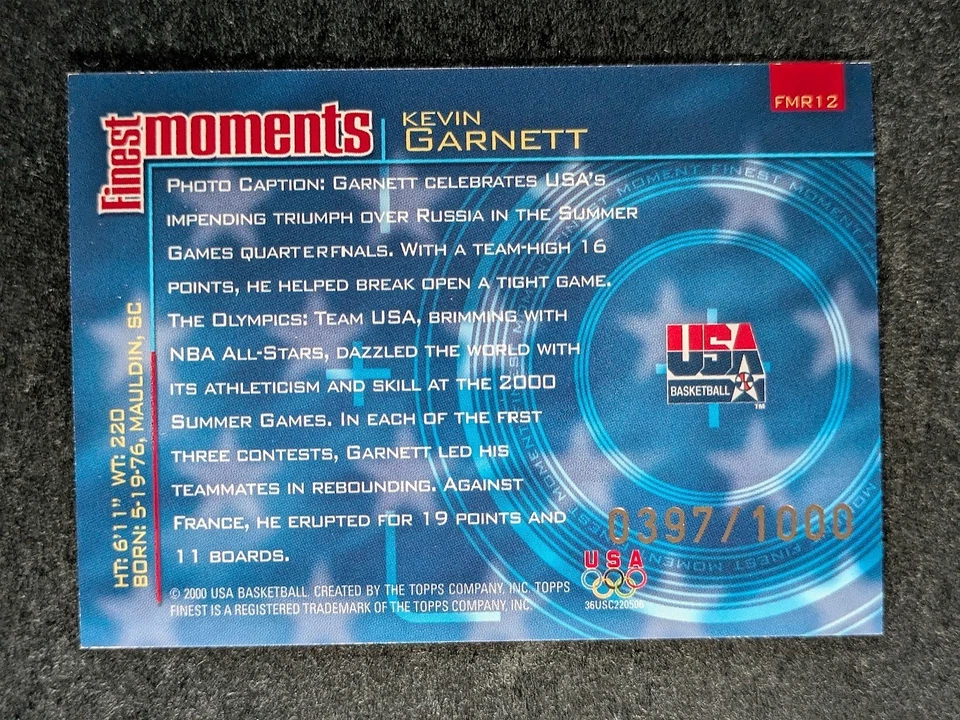 FMR12
Finest moments
KEVIN
GARNETT
PHOTO CAPTION: GARNETT CELEBRATES USA'S
IMPENDING TRIUMPH OVER RUSSIA IN THE SUMMER
GAMES QUARTERFNALS. WITH A TEAM-HIGH 16
POINTS, HE HELPED BREAK OPEN A TIGHT GAME.
THE OLYMPICS: TEAM USA, BRIMMING WITH
NBA ALL-STARS, DAZZLED THE WORLD WITH
ITS ATHLETICISM AND SKILL AT THE 2000
SUMMER GAMES. IN EACH OF THE FRST
THREE CONTESTS, GARNETT LED HIS
TEAMMATES IN REBOUNDING. AGAINST
FRANCE, HE ERUPTED FOR 19 POINTS AND
11 BOARDS.
HT: 6'11" WT: 220
BORN: 5-19-76, MAULDIN, SC
USA
BASKETBALL
TM
0397/1000
USA
36USC220506
© 2000 USA BASKETBALL. CREATED BY THE TOPPS COMPANY, INC. TOPPS
FINEST IS A REGISTERED TRADEMARK OF THE TOPPS COMPANY, INC.
MOMENT FINEST MOMENT